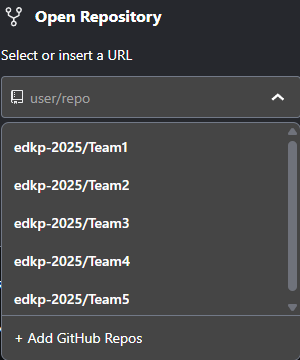 Open Repository
Select or insert a URL
user/repo
edkp-2025/Team1
edkp-2025/Team2
edkp-2025/Team3
edkp-2025/Team4
edkp-2025/Team5
+ Add GitHub Repos